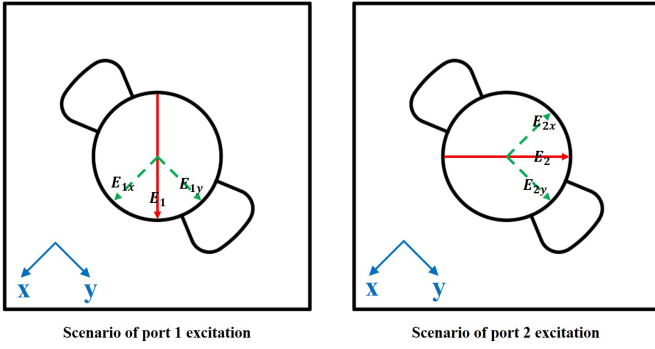 E1x
E1
E1y
x
y
Scenario of port 1 excitation
E2x
E2
E2y
x
y
Scenario of port 2 excitation